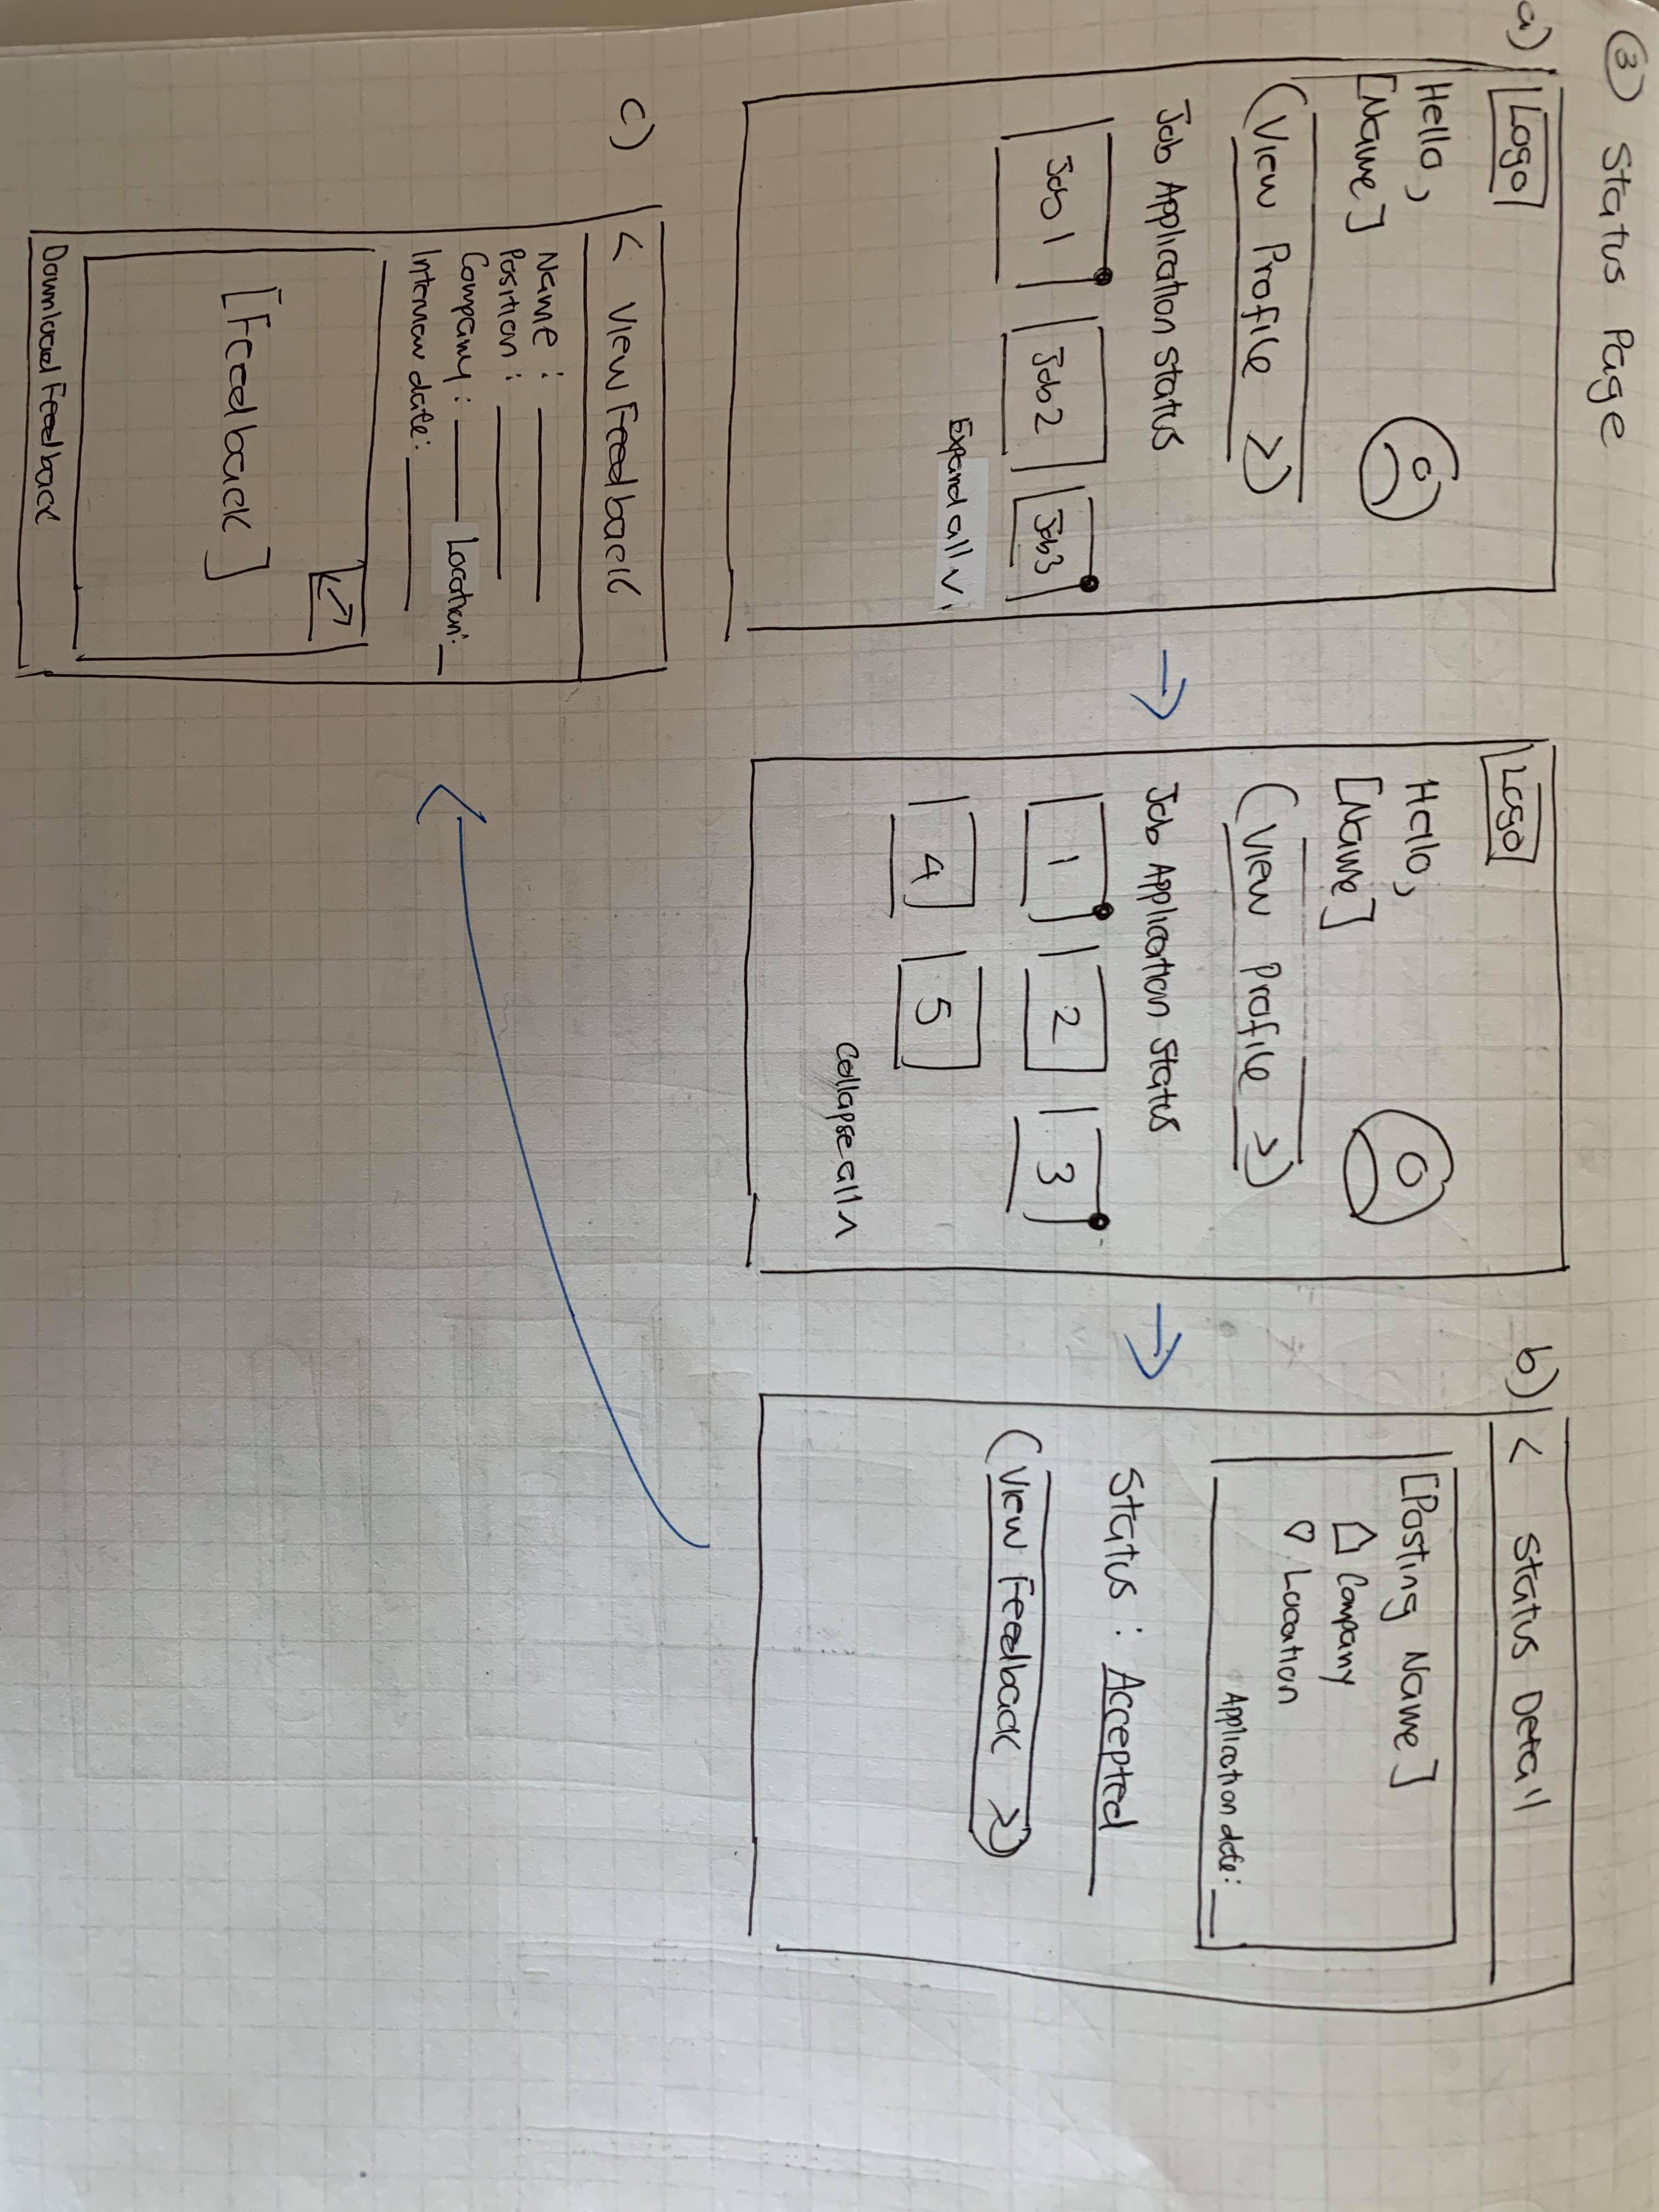 ③ Status Page
a)
Logo
Hello,
[Name]
View Profile >
Job Application Status
Job 1
Job 2
Job 3
Expand all ∨
Logo
Hello,
[Name]
View Profile >
Job Application Status
1
2
3
4
5
Collapse all ∧
b)
< Status Detail
[Posting Name]
Company
Location
Application date: _
Status : Accepted
View Feedback >
c)
< View Feedback
Name :
Position :
Company : Location: _
Interview date:
[Feedback]
Download Feedback